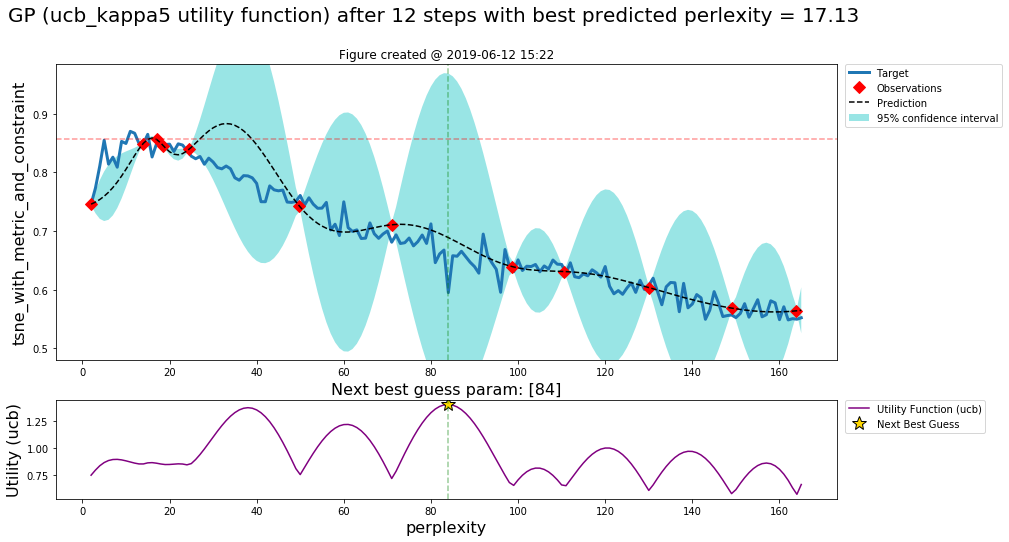 GP (ucb_kappa5 utility function) after 12 steps with best predicted perlexity = 17.13
Figure created @ 2019-06-12 15:22
tsne_with_metric_and_constraint
0.9
0.8
0.7
0.6
0.5
0 20 40 60 80 100 120 140 160
Target
Observations
Prediction
95% confidence interval
Next best guess param: [84]
Utility (ucb)
1.25
1.00
0.75
0 20 40 60 80 100 120 140 160
perplexity
Utility Function (ucb)
Next Best Guess